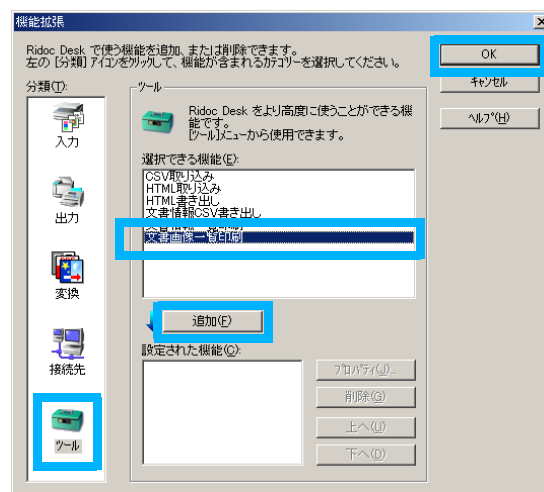 機能拡張
Ridoc Desk で使う機能を追加、または削除できます。
左の [分類] アイコンをクリックして、機能が含まれるカテゴリーを選択してください。
OK
キャンセル
ヘルプ(H)
分類(T):
入力
出力
変換
接続先
ツール
ツール
Ridoc Desk をより高度に使うことができる機
能です。
[ツール]メニューから使用できます。
選択できる機能(E):
CSV取り込み
HTML取り込み
HTML書き出し
文書情報CSV書き出し
文書画像一覧印刷
追加(F)
設定された機能(C):
プロパティ(J)...
削除(G)
上へ(U)
下へ(D)